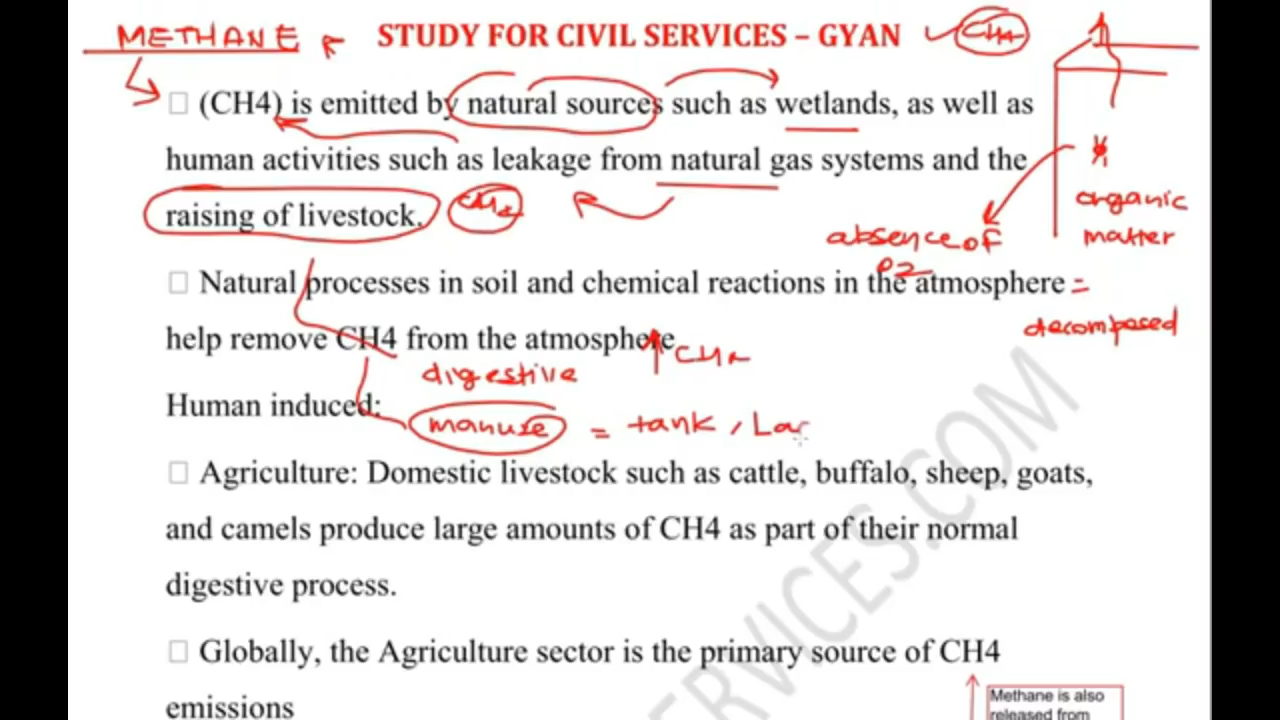 METHANE STUDY FOR CIVIL SERVICES – GYAN CH4
(CH4) is emitted by natural sources such as wetlands, as well as
human activities such as leakage from natural gas systems and the
raising of livestock. CH4
organic
matter
absence of
O2
Natural processes in soil and chemical reactions in the atmosphere =
decomposed
help remove CH4 from the atmosphere
CH4
digestive
Human induced:
manure = tank, Lag
Agriculture: Domestic livestock such as cattle, buffalo, sheep, goats,
and camels produce large amounts of CH4 as part of their normal
digestive process.
Globally, the Agriculture sector is the primary source of CH4
emissions
Methane is also
released from
SERVICES.COM